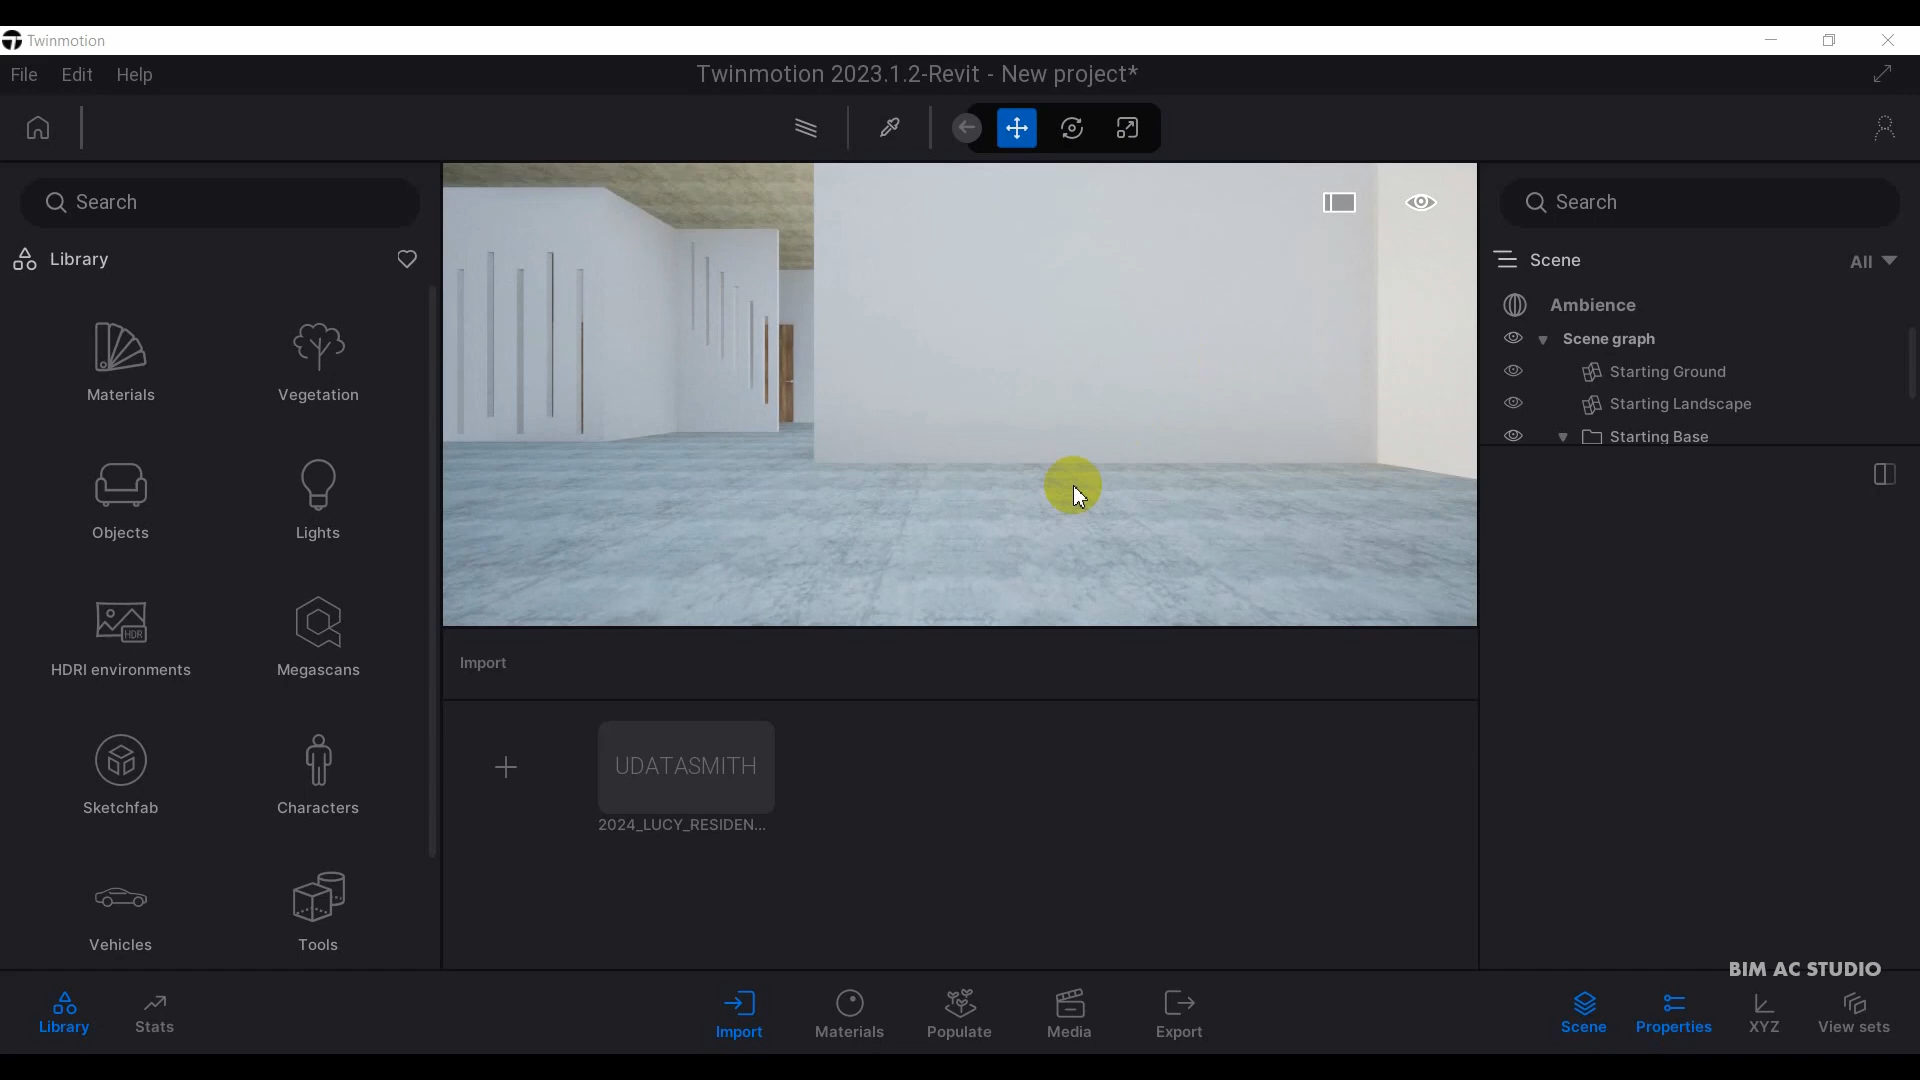 Twinmotion
File Edit Help
Twinmotion 2023.1.2-Revit - New project*
Search
Library
Materials
Vegetation
Objects
Lights
HDR
HDRI environments
Megascans
Sketchfab
Characters
Vehicles
Tools
Import
UDATASMITH
2024_LUCY_RESIDEN...
Search
Scene
All
Ambience
Scene graph
Starting Ground
Starting Landscape
Starting Base
BIM AC STUDIO
Library
Stats
Import
Materials
Populate
Media
Export
Scene
Properties
XYZ
View sets